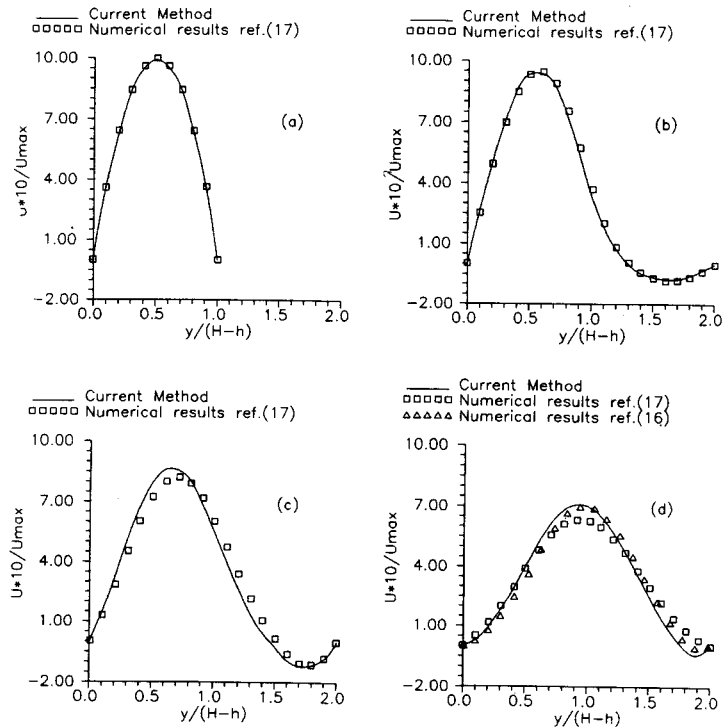 Current Method
Numerical results ref.(17)
10.00
7.00
4.00
1.00
-2.00
U*10/Umax
(a)
0.0 0.5 1.0 1.5 2.0
y/(H-h)
Current Method
Numerical results ref.(17)
10.00
7.00
4.00
1.00
-2.00
U*10/Umax
(b)
0.0 0.5 1.0 1.5 2.0
y/(H-h)
Current Method
Numerical results ref.(17)
10.00
7.00
4.00
1.00
-2.00
U*10/Umax
(c)
0.0 0.5 1.0 1.5 2.0
y/(H-h)
Current Method
Numerical results ref.(17)
Numerical results ref.(16)
10.00
7.00
4.00
1.00
-2.00
U*10/Umax
(d)
0.0 0.5 1.0 1.5 2.0
y/(H-h)